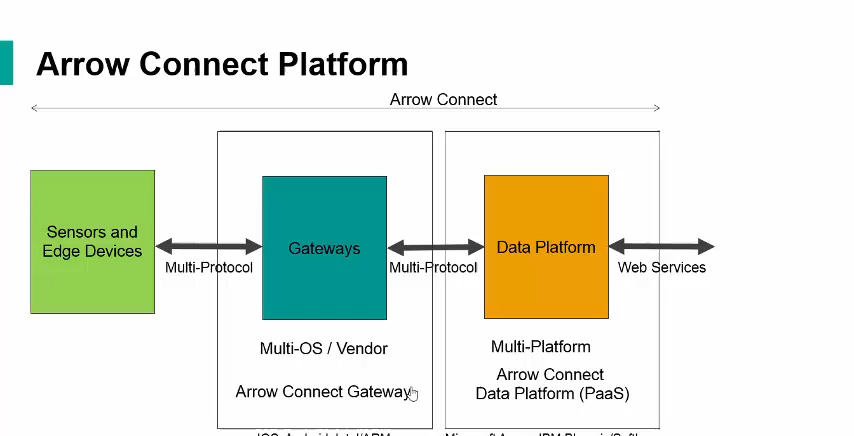 Arrow Connect Platform
Arrow Connect
Sensors and
Edge Devices
Multi-Protocol
Gateways
Multi-Protocol
Data Platform
Web Services
Multi-OS / Vendor
Arrow Connect Gateway
Multi-Platform
Arrow Connect
Data Platform (PaaS)